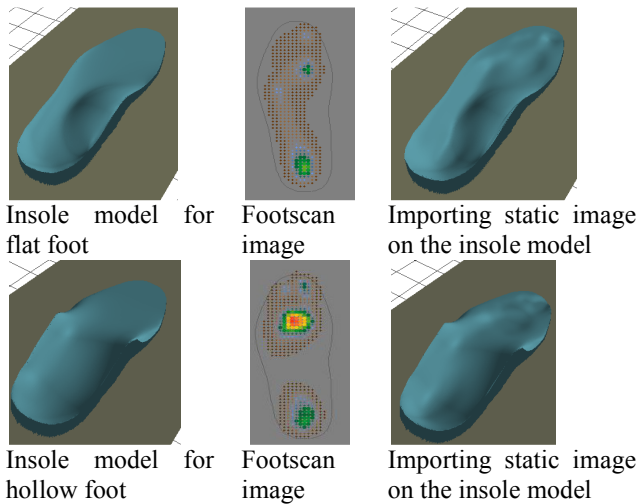 Insole model for
flat foot
Footscan
image
Importing static image
on the insole model
Insole model for
hollow foot
Footscan
image
Importing static image
on the insole model